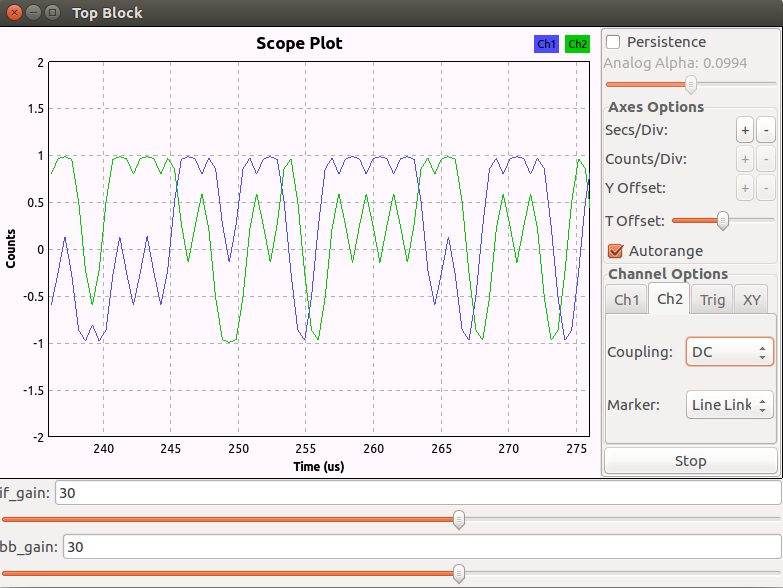 Top Block
Scope Plot
Ch1 Ch2
2
1.5
1
0.5
0
-0.5
-1
-1.5
-2
Counts
240 245 250 255 260 265 270 275
Time (us)
Persistence
Analog Alpha: 0.0994
Axes Options
Secs/Div: + -
Counts/Div: + -
Y Offset: + -
T Offset:
Autorange
Channel Options
Ch1 Ch2 Trig XY
Coupling: DC
Marker: Line Link
Stop
if_gain: 30
bb_gain: 30